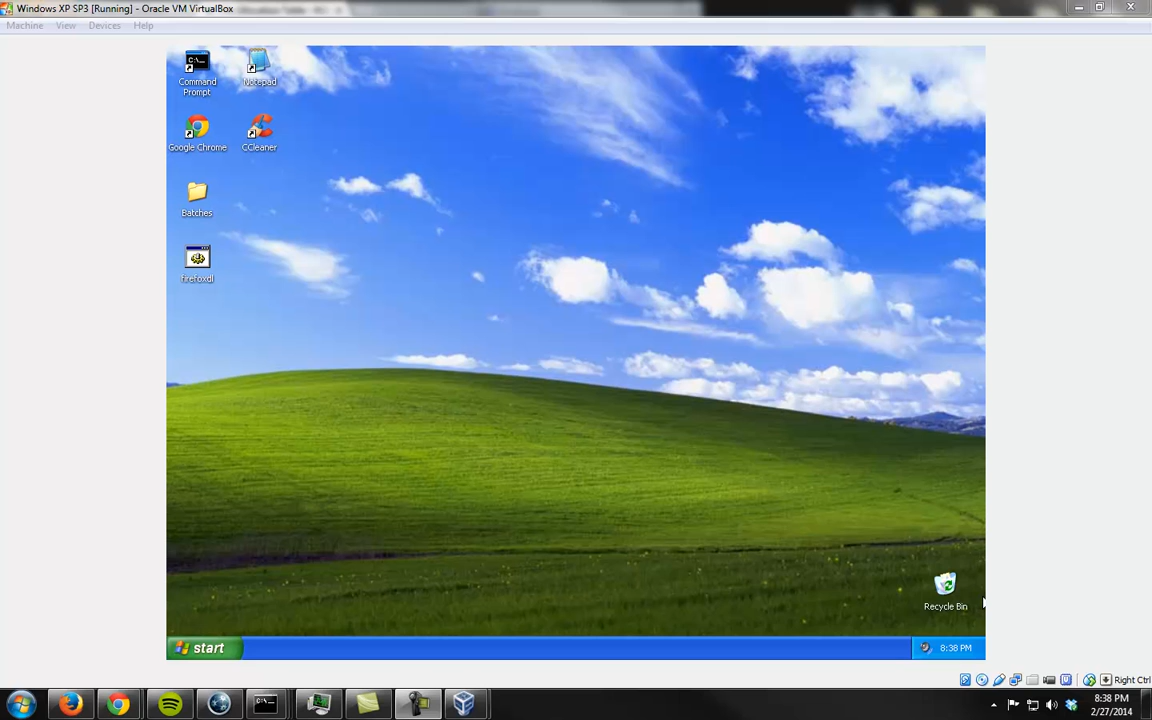 Windows XP SP3 [Running] - Oracle VM VirtualBox
Machine View Devices Help
C:\_
Command
Prompt
Notepad
Google Chrome
CCleaner
Batches
firefoxdl
Recycle Bin
start
8:38 PM
Right Ctrl
8:38 PM
2/27/2014